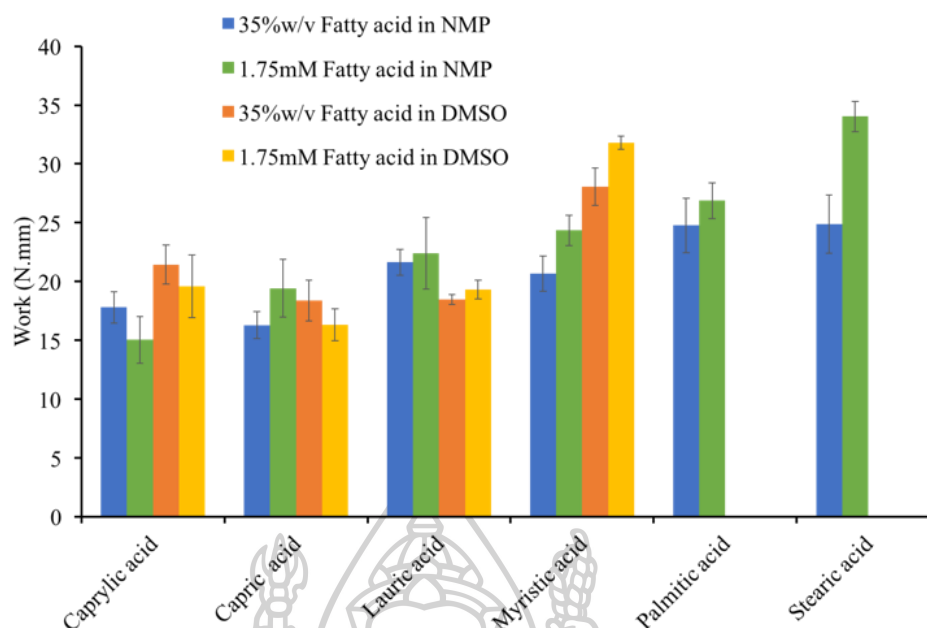 35%w/v Fatty acid in NMP
1.75mM Fatty acid in NMP
35%w/v Fatty acid in DMSO
1.75mM Fatty acid in DMSO
40
35
30
25
20
15
10
5
0
Work (N.mm)
Caprylic acid
Capric acid
Lauric acid
Myristic acid
Palmitic acid
Stearic acid